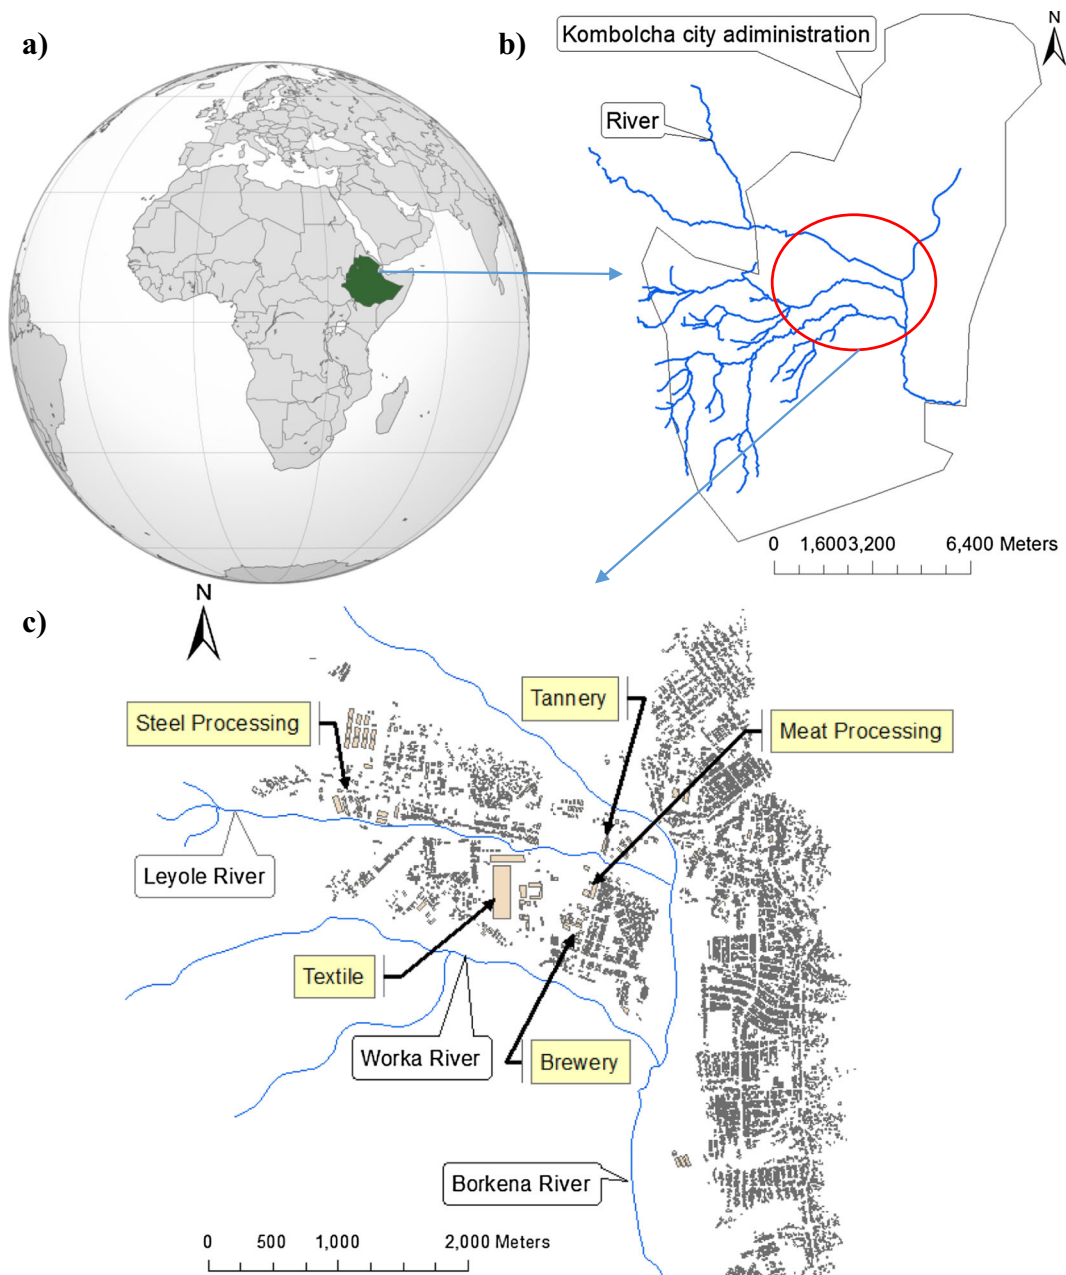 a)
b)
Kombolcha city adiministration
N
River
0 1,6003,200 6,400 Meters
c)
N
Tannery
Steel Processing
Meat Processing
Leyole River
Textile
Worka River
Brewery
Borkena River
0 500 1,000 2,000 Meters